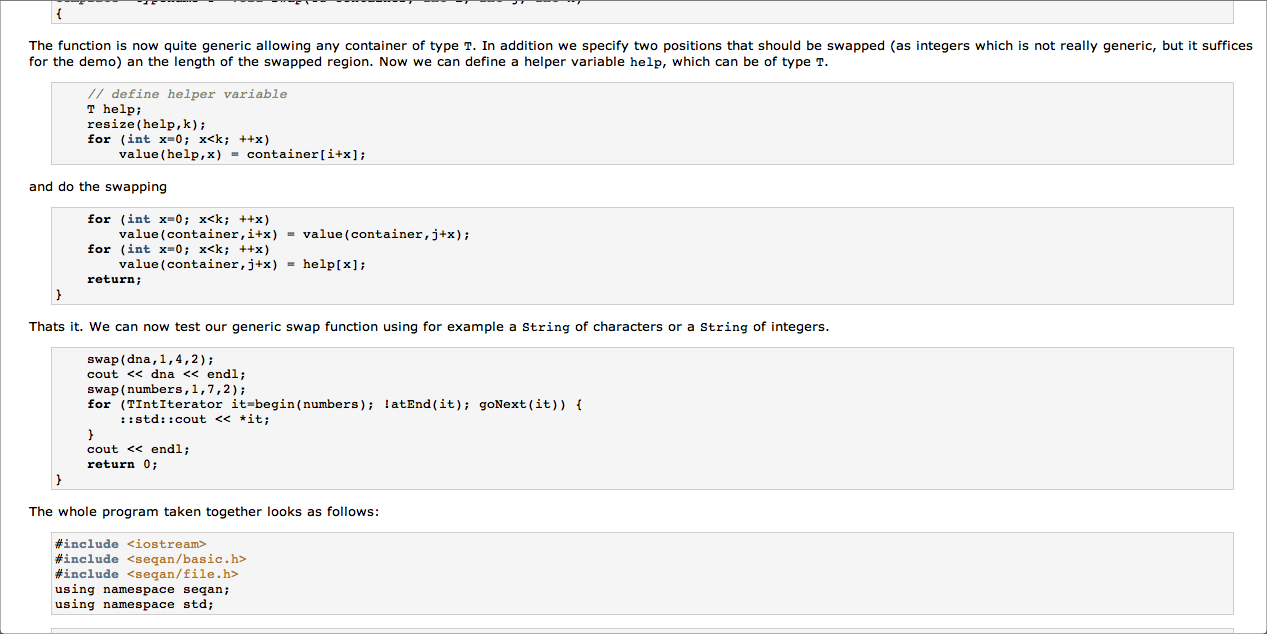 {
The function is now quite generic allowing any container of type T. In addition we specify two positions that should be swapped (as integers which is not really generic, but it suffices
for the demo) an the length of the swapped region. Now we can define a helper variable help, which can be of type T.
// define helper variable
T help;
resize(help,k);
for (int x=0; x<k; ++x)
value(help,x) = container[i+x];
and do the swapping
for (int x=0; x<k; ++x)
value(container,i+x) = value(container,j+x);
for (int x=0; x<k; ++x)
value(container,j+x) = help[x];
return;
}
Thats it. We can now test our generic swap function using for example a String of characters or a String of integers.
swap(dna,1,4,2);
cout << dna << endl;
swap(numbers,1,7,2);
for (TIntIterator it=begin(numbers); !atEnd(it); goNext(it)) {
::std::cout << *it;
}
cout << endl;
return 0;
}
The whole program taken together looks as follows:
#include <iostream>
#include <seqan/basic.h>
#include <seqan/file.h>
using namespace seqan;
using namespace std;